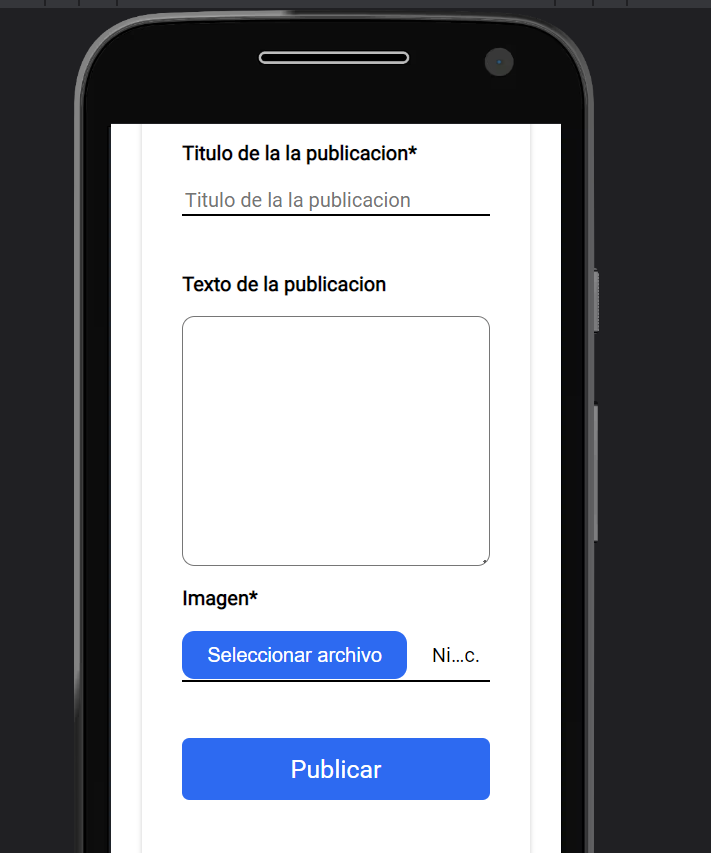 Titulo de la la publicacion*
Titulo de la la publicacion
Texto de la publicacion
Imagen*
Seleccionar archivo Ni...c.
Publicar